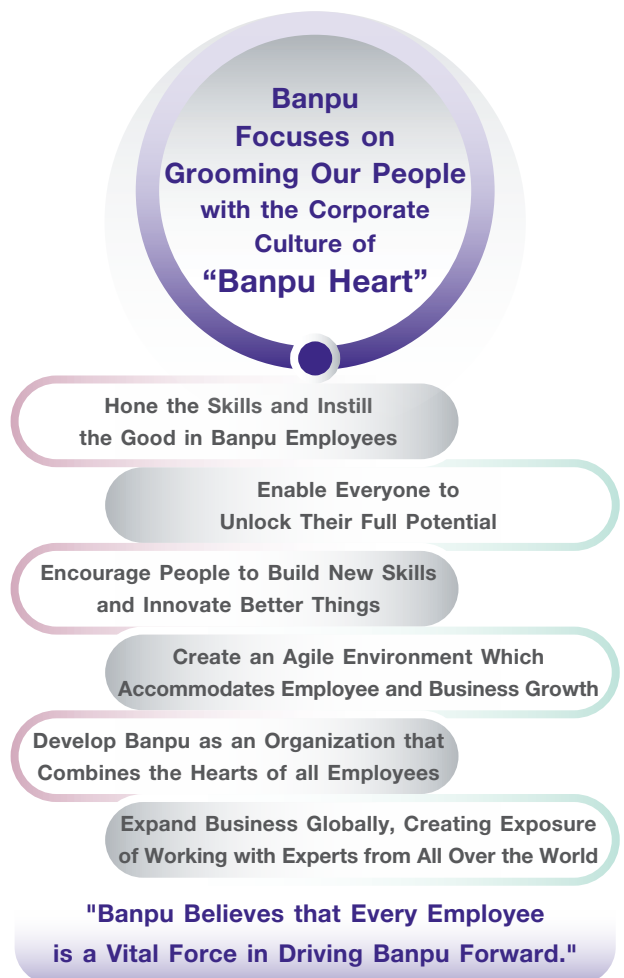 Banpu
Focuses on
Grooming Our People
with the Corporate
Culture of
“Banpu Heart”
Hone the Skills and Instill
the Good in Banpu Employees
Enable Everyone to
Unlock Their Full Potential
Encourage People to Build New Skills
and Innovate Better Things
Create an Agile Environment Which
Accommodates Employee and Business Growth
Develop Banpu as an Organization that
Combines the Hearts of all Employees
Expand Business Globally, Creating Exposure
of Working with Experts from All Over the World
"Banpu Believes that Every Employee
is a Vital Force in Driving Banpu Forward."